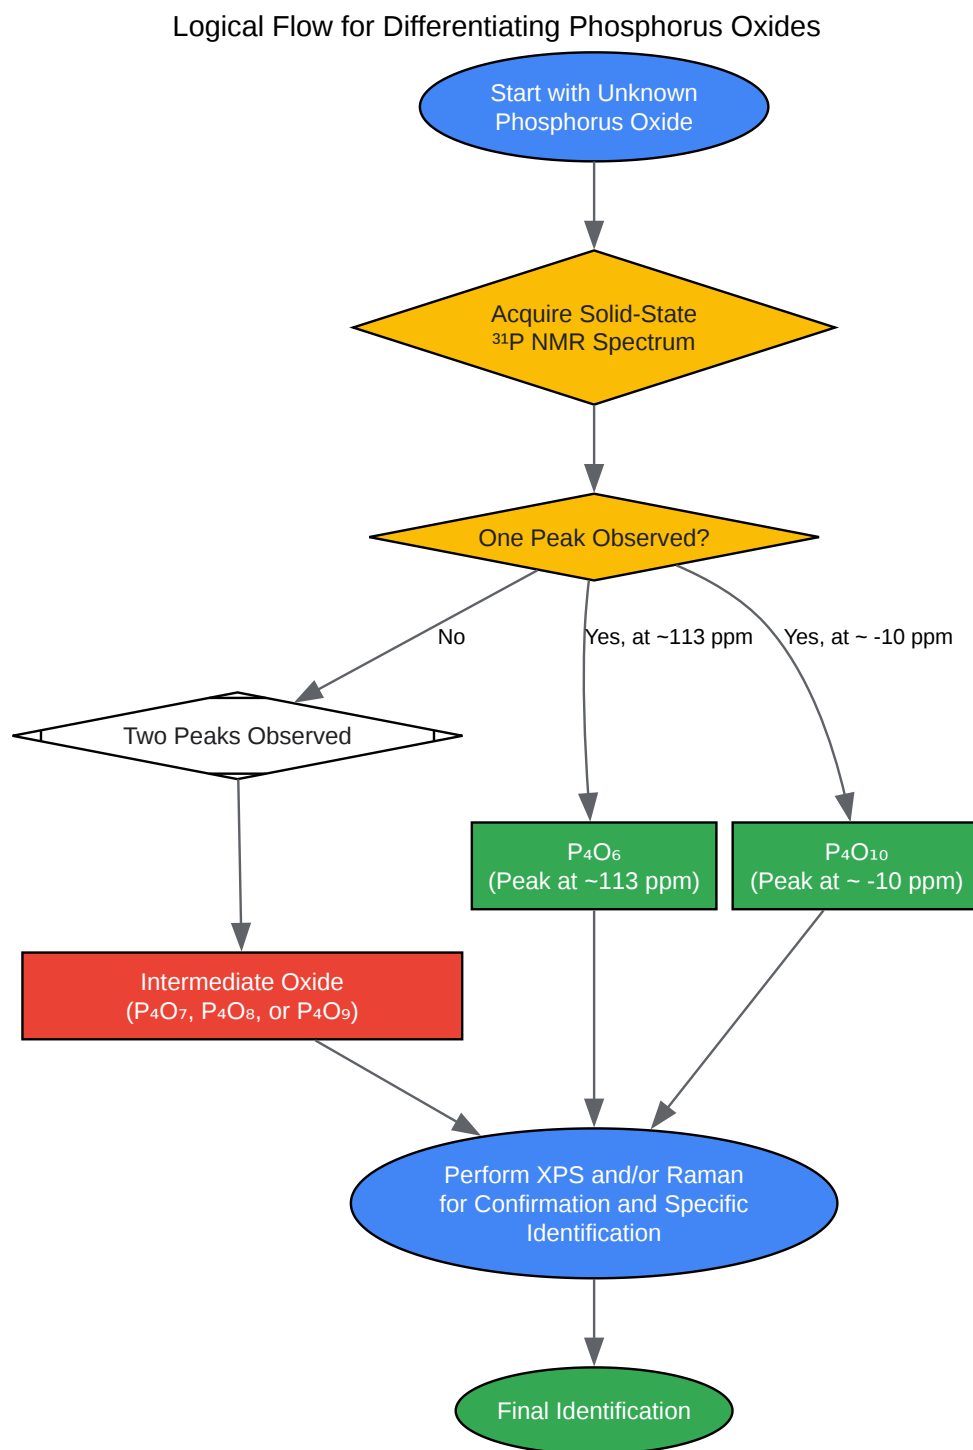 Logical Flow for Differentiating Phosphorus Oxides
Start with Unknown
Phosphorus Oxide
Acquire Solid-State
³¹P NMR Spectrum
One Peak Observed?
No
Yes, at ~113 ppm
Yes, at ~ -10 ppm
Two Peaks Observed
P₄O₆
(Peak at ~113 ppm)
P₄O₁₀
(Peak at ~ -10 ppm)
Intermediate Oxide
(P₄O₇, P₄O₈, or P₄O₉)
Perform XPS and/or Raman
for Confirmation and Specific
Identification
Final Identification